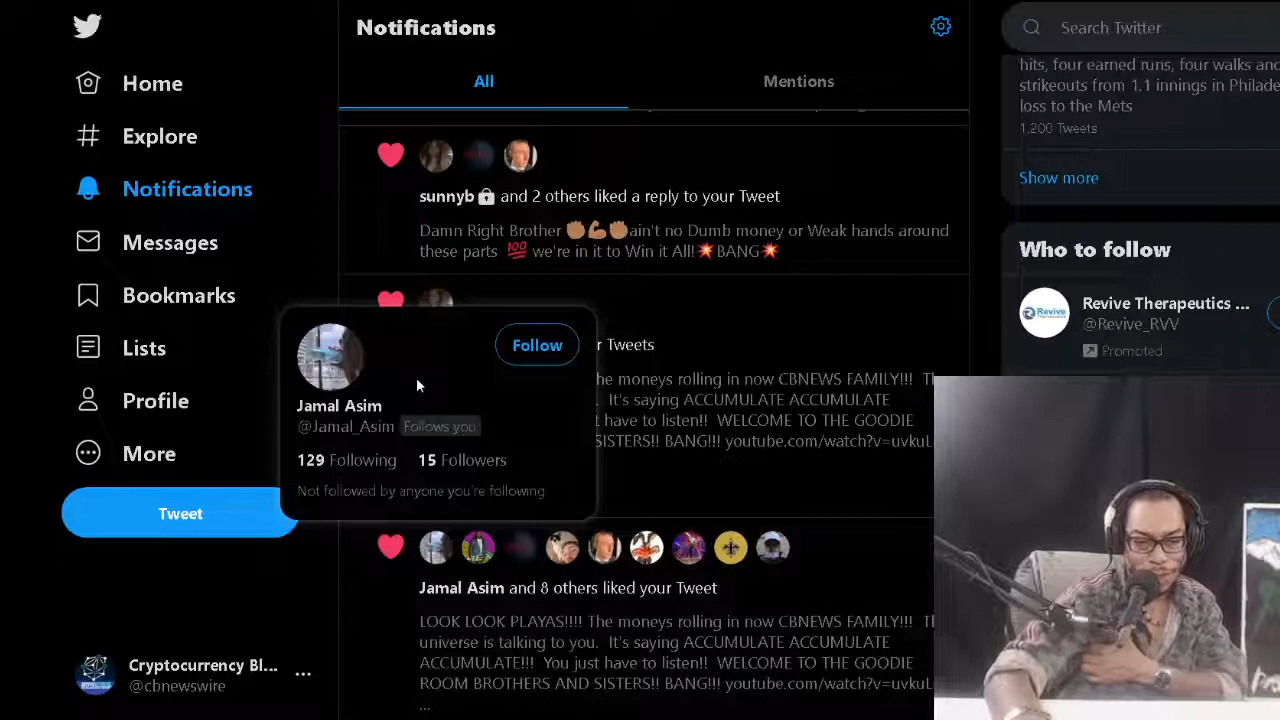 Home
Explore
Notifications
Messages
Bookmarks
Lists
Profile
More
Tweet
Cryptocurrency Bl...
@cbnewswire
Notifications
All
Mentions
sunnyb and 2 others liked a reply to your Tweet
Damn Right Brother ✊🏽💪🏽✊🏽ain't no Dumb money or Weak hands around
these parts 💯 we're in it to Win it All!💥BANG💥
r Tweets
he moneys rolling in now CBNEWS FAMILY!!! Th
It's saying ACCUMULATE ACCUMULATE
t have to listen!! WELCOME TO THE GOODIE
SISTERS!! BANG!!! youtube.com/watch?v=uvkuL
Follow
Jamal Asim
@Jamal_Asim Follows you
129 Following 15 Followers
Not followed by anyone you're following
Jamal Asim and 8 others liked your Tweet
LOOK LOOK PLAYAS!!!! The moneys rolling in now CBNEWS FAMILY!!! Th
universe is talking to you. It's saying ACCUMULATE ACCUMULATE
ACCUMULATE!!! You just have to listen!! WELCOME TO THE GOODIE
ROOM BROTHERS AND SISTERS!! BANG!!! youtube.com/watch?v=uvkuL
...
Search Twitter
hits, four earned runs, four walks and
strikeouts from 1.1 innings in Philade
loss to the Mets
1,200 Tweets
Show more
Who to follow
Revive Therapeutics ...
@Revive_RVV
Promoted
Revive